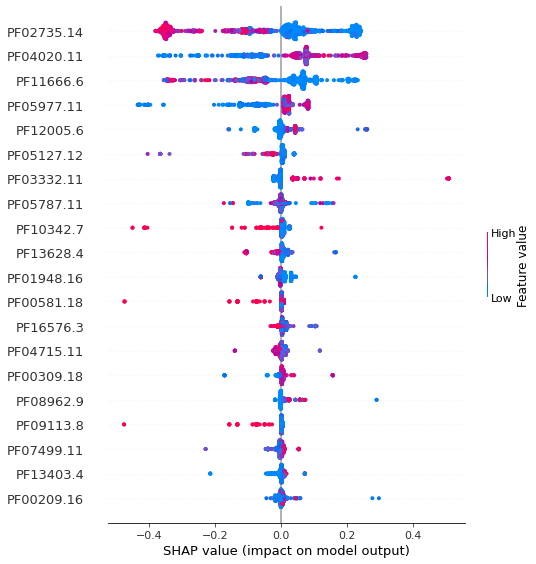 PF02735.14
PF04020.11
PF11666.6
PF05977.11
PF12005.6
PF05127.12
PF03332.11
PF05787.11
PF10342.7
PF13628.4
PF01948.16
PF00581.18
PF16576.3
PF04715.11
PF00309.18
PF08962.9
PF09113.8
PF07499.11
PF13403.4
PF00209.16
−0.4 −0.2 0.0 0.2 0.4
SHAP value (impact on model output)
High
Low
Feature value